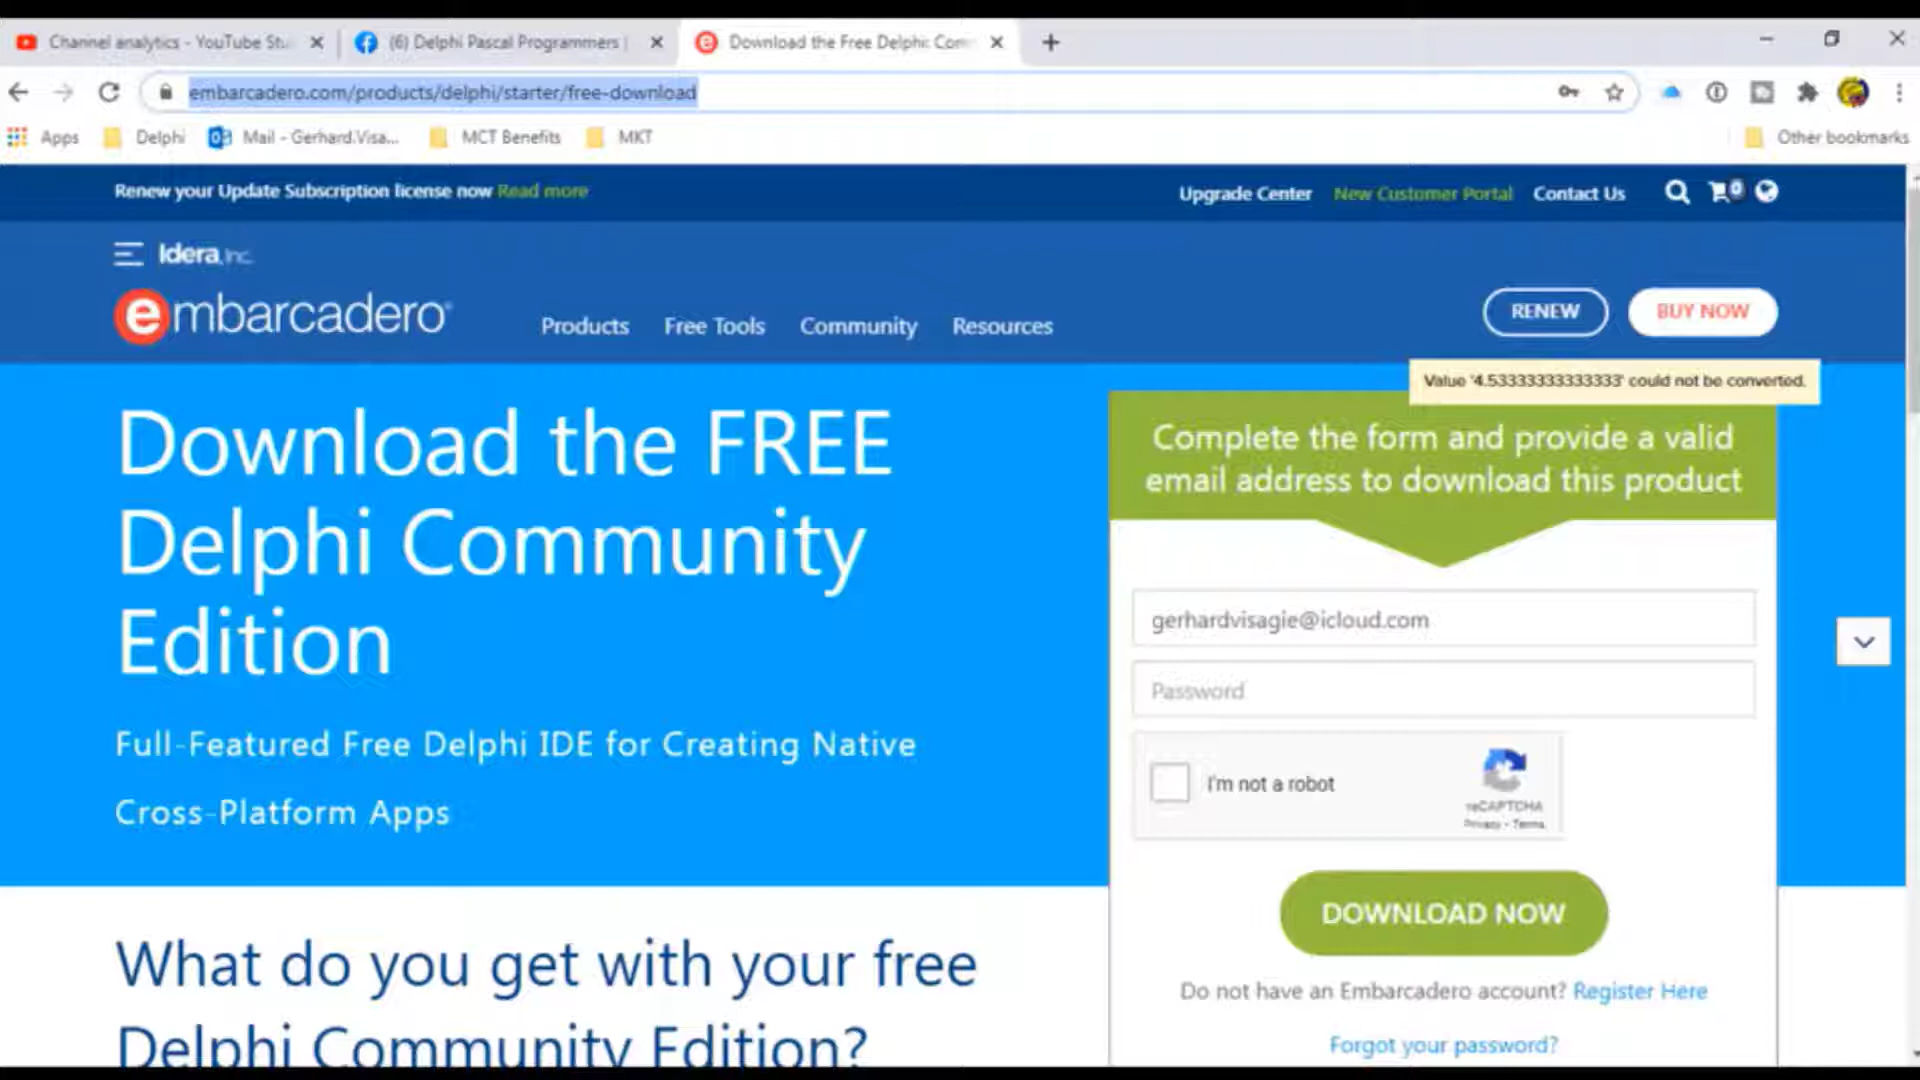 Channel analytics - YouTube Stu
(6) Delphi Pascal Programmers |
Download the Free Delphi Com
embarcadero.com/products/delphi/starter/free-download
Apps
Delphi
Mail - Gerhard.Visa...
MCT Benefits
MKT
Other bookmarks
Renew your Update Subscription license now Read more
Upgrade Center
New Customer Portal
Contact Us
0
Idera, Inc.
embarcadero®
Products
Free Tools
Community
Resources
RENEW
BUY NOW
Value '4.53333333333333' could not be converted.
Download the FREE
Delphi Community
Edition
Full-Featured Free Delphi IDE for Creating Native
Cross-Platform Apps
Complete the form and provide a valid
email address to download this product
gerhardvisagie@icloud.com
Password
I'm not a robot
reCAPTCHA
Privacy - Terms
DOWNLOAD NOW
Do not have an Embarcadero account? Register Here
Forgot your password?
What do you get with your free
Delphi Community Edition?